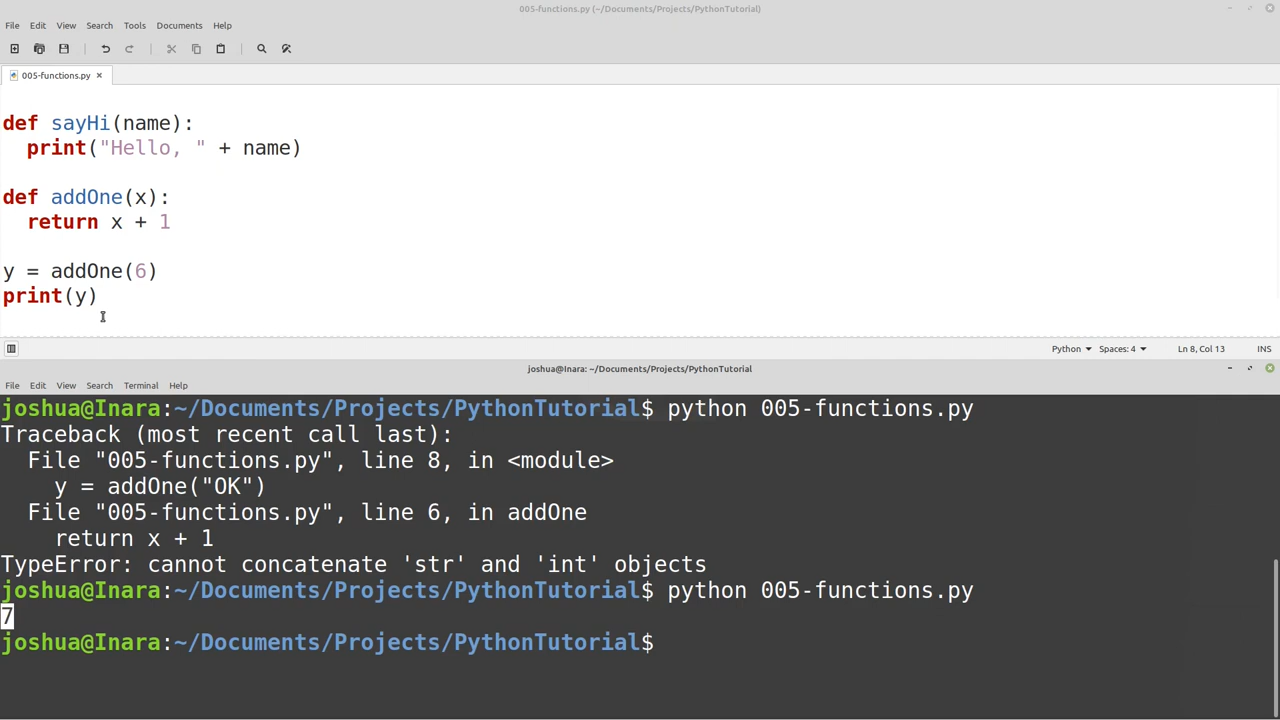 005-functions.py (~/Documents/Projects/PythonTutorial)
File Edit View Search Tools Documents Help
005-functions.py ×
def sayHi(name):
  print("Hello, " + name)
def addOne(x):
  return x + 1
y = addOne(6)
print(y)
Python Spaces: 4 Ln 8, Col 13 INS
joshua@Inara: ~/Documents/Projects/PythonTutorial
File Edit View Search Terminal Help
joshua@Inara:~/Documents/Projects/PythonTutorial$ python 005-functions.py
Traceback (most recent call last):
  File "005-functions.py", line 8, in <module>
    y = addOne("OK")
  File "005-functions.py", line 6, in addOne
    return x + 1
TypeError: cannot concatenate 'str' and 'int' objects
joshua@Inara:~/Documents/Projects/PythonTutorial$ python 005-functions.py
7
joshua@Inara:~/Documents/Projects/PythonTutorial$